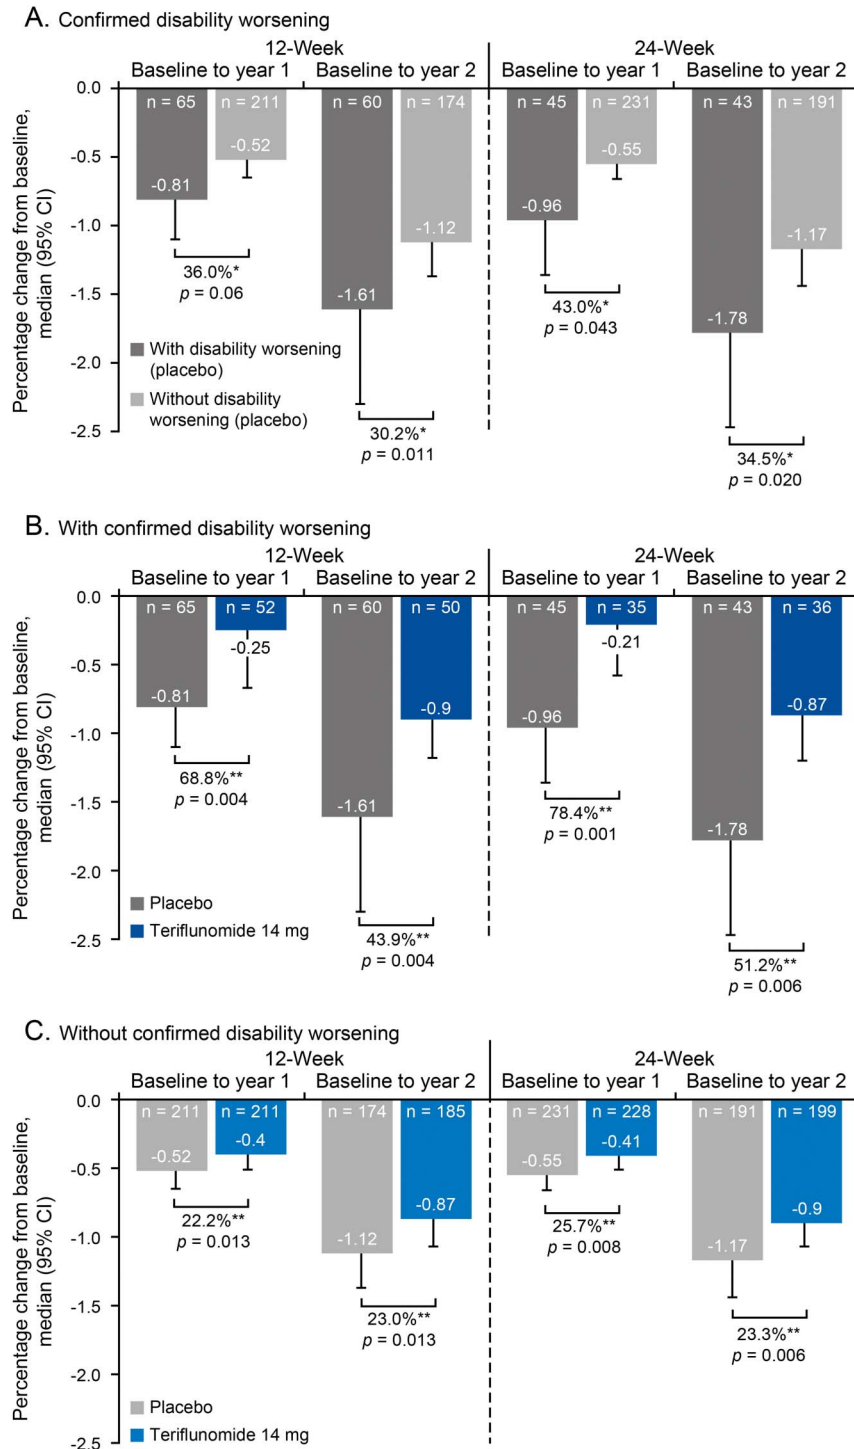 A. Confirmed disability worsening
12-Week 24-Week
Baseline to year 1 Baseline to year 2 Baseline to year 1 Baseline to year 2
Percentage change from baseline,
median (95% CI)
0.0
-0.5
-1.0
-1.5
-2.0
-2.5
n = 65 n = 211 n = 60 n = 174 n = 45 n = 231 n = 43 n = 191
-0.81 -0.52 -1.61 -1.12 -0.96 -0.55 -1.78 -1.17
36.0%*
p = 0.06
30.2%*
p = 0.011
43.0%*
p = 0.043
34.5%*
p = 0.020
With disability worsening
(placebo)
Without disability
worsening (placebo)
B. With confirmed disability worsening
12-Week 24-Week
Baseline to year 1 Baseline to year 2 Baseline to year 1 Baseline to year 2
Percentage change from baseline,
median (95% CI)
0.0
-0.5
-1.0
-1.5
-2.0
-2.5
n = 65 n = 52 n = 60 n = 50 n = 45 n = 35 n = 43 n = 36
-0.81 -0.25 -1.61 -0.9 -0.96 -0.21 -1.78 -0.87
68.8%**
p = 0.004
43.9%**
p = 0.004
78.4%**
p = 0.001
51.2%**
p = 0.006
Placebo
Teriflunomide 14 mg
C. Without confirmed disability worsening
12-Week 24-Week
Baseline to year 1 Baseline to year 2 Baseline to year 1 Baseline to year 2
Percentage change from baseline,
median (95% CI)
0.0
-0.5
-1.0
-1.5
-2.0
-2.5
n = 211 n = 211 n = 174 n = 185 n = 231 n = 228 n = 191 n = 199
-0.52 -0.4 -1.12 -0.87 -0.55 -0.41 -1.17 -0.9
22.2%**
p = 0.013
23.0%**
p = 0.013
25.7%**
p = 0.008
23.3%**
p = 0.006
Placebo
Teriflunomide 14 mg